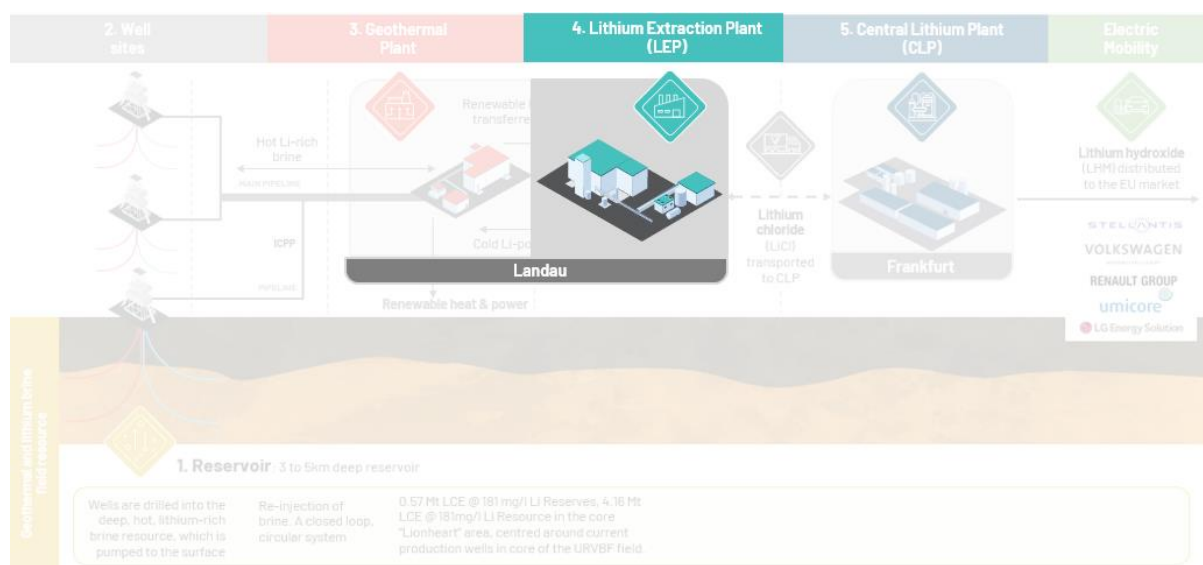 2. Well
sites
3. Geothermal
Plant
4. Lithium Extraction Plant
(LEP)
5. Central Lithium Plant
(CLP)
Electric
Mobility
Renewable
transferre
Hot Li-rich
brine
MAIN PIPELINE
ICPP
PIPELINE
Cold Li-po
Landau
Renewable heat & power
Lithium
chloride
(LiCl)
transported
to CLP
Frankfurt
Lithium hydroxide
(LHM) distributed
to the EU market
STELLANTIS
VOLKSWAGEN
RENAULT GROUP
umicore
LG Energy Solution
Geothermal and lithium brine
field resource
1. Reservoir: 3 to 5km deep reservoir
Wells are drilled into the
deep, hot, lithium-rich
brine resource, which is
pumped to the surface
Re-injection of
brine. A closed loop,
circular system
0.57 Mt LCE @ 181 mg/l Li Reserves, 4.16 Mt
LCE @ 181mg/l Li Resource in the core
"Lionheart" area, centred around current
production wells in core of the URVBF field